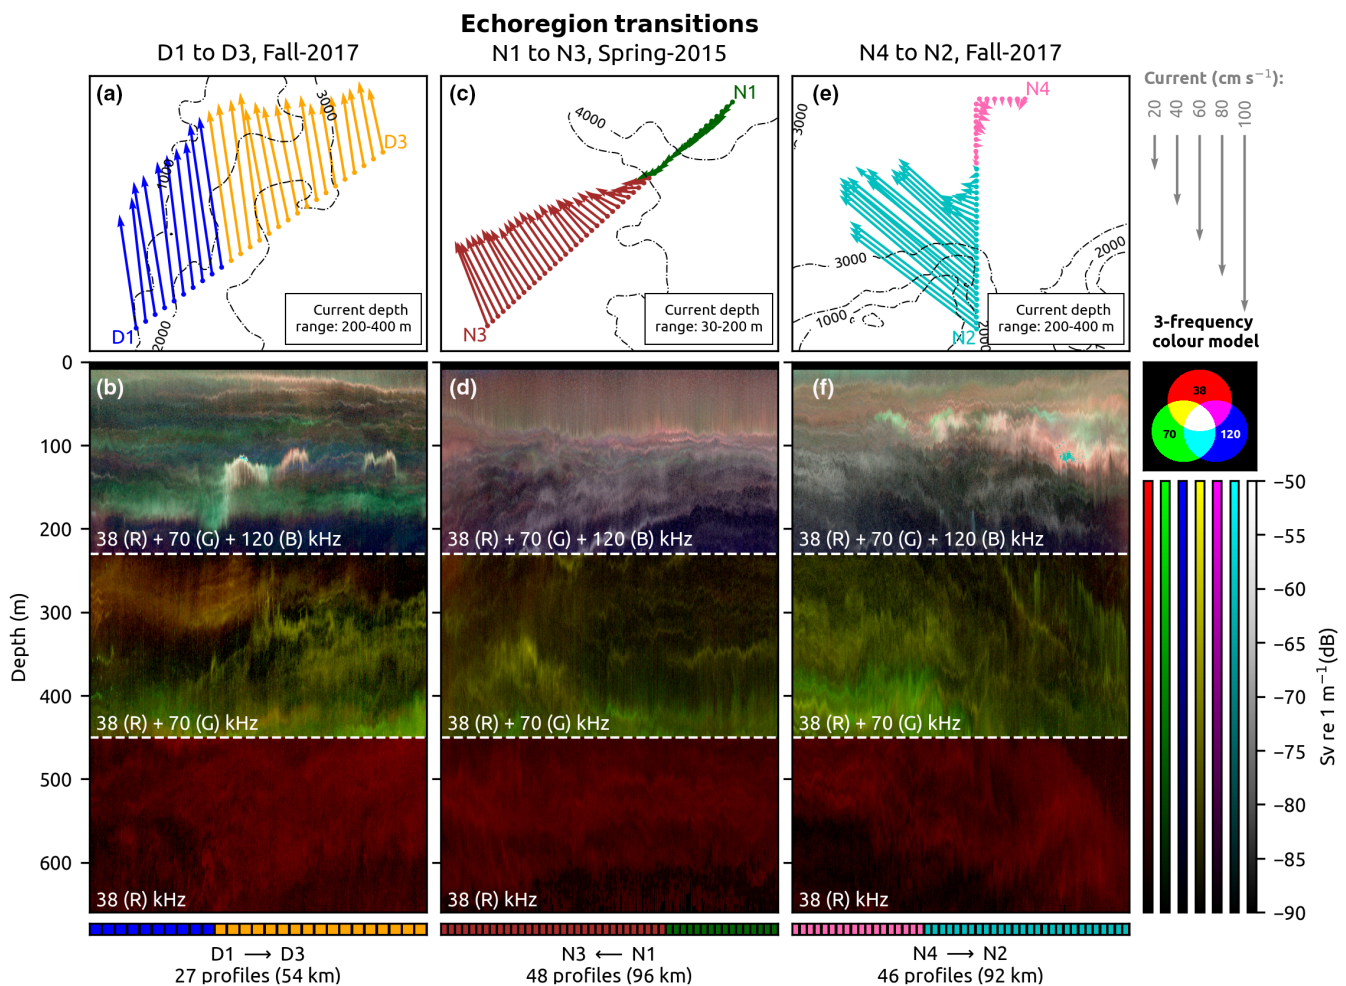 Echoregion transitions
D1 to D3, Fall-2017
N1 to N3, Spring-2015
N4 to N2, Fall-2017
(a)
3000
D3
1000
D1
2000
Current depth
range: 200-400 m
(c)
N1
4000
N3
Current depth
range: 30-200 m
(e)
N4
3000
3000
2000
1000
N2
2000
Current depth
range: 200-400 m
Current (cm s⁻¹):
20
40
60
80
100
3-frequency
colour model
38
70
120
Depth (m)
0
100
200
300
400
500
600
(b)
38 (R) + 70 (G) + 120 (B) kHz
38 (R) + 70 (G) kHz
38 (R) kHz
(d)
38 (R) + 70 (G) + 120 (B) kHz
38 (R) + 70 (G) kHz
38 (R) kHz
(f)
38 (R) + 70 (G) + 120 (B) kHz
38 (R) + 70 (G) kHz
38 (R) kHz
−50
−55
−60
−65
−70
−75
−80
−85
−90
Sv re 1 m⁻¹(dB)
D1 ⟶ D3
27 profiles (54 km)
N3 ⟵ N1
48 profiles (96 km)
N4 ⟶ N2
46 profiles (92 km)